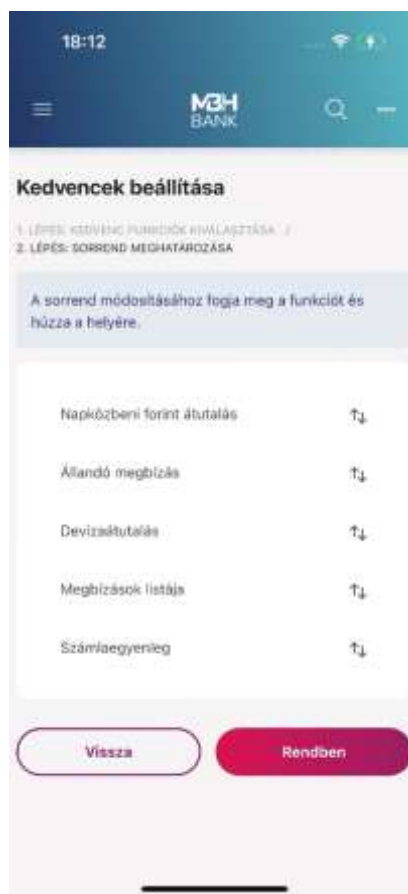 18:12
MBH
BANK
Kedvencek beállítása
1. LÉPÉS: KEDVENC FUNKCIÓK KIVÁLASZTÁSA /
2. LÉPÉS: SORREND MEGHATÁROZÁSA
A sorrend módosításához fogja meg a funkciót és
húzza a helyére.
Napközbeni forint átutalás
Állandó megbízás
Devizaátutalás
Megbízások listája
Számlaegyenleg
Vissza
Rendben